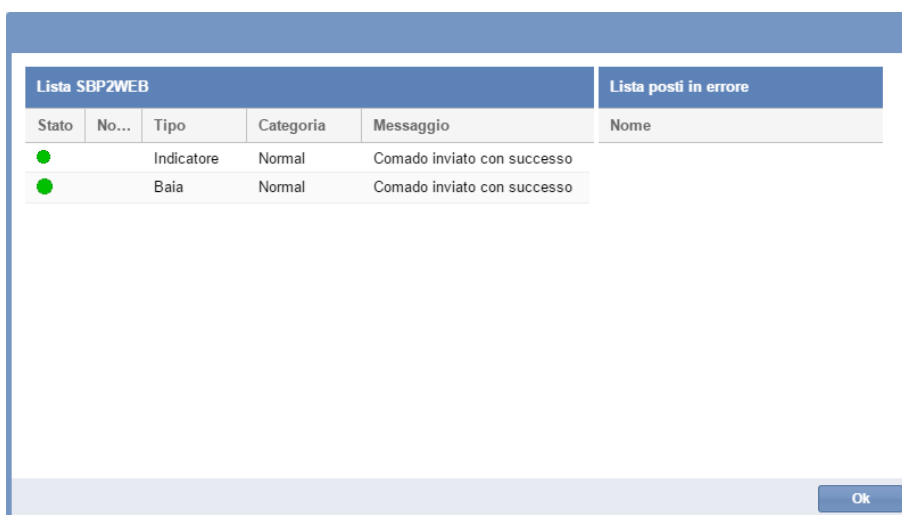 Lista SBP2WEB
Stato No... Tipo Categoria Messaggio
Indicatore Normal Comado inviato con successo
Baia Normal Comado inviato con successo
Lista posti in errore
Nome
Ok